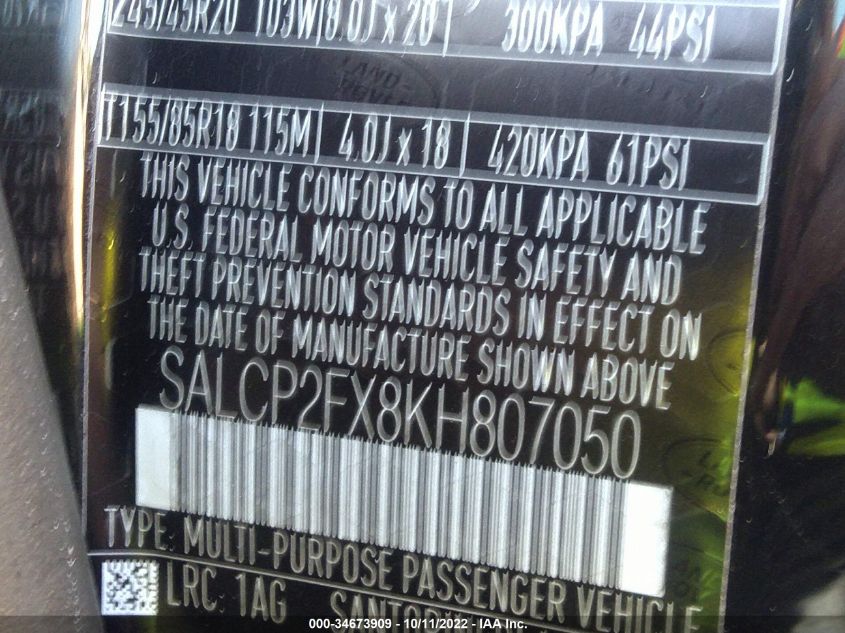 245/45R20 103W 8.0J x 20 300KPA 44PSI
LAND-
ROVER
T155/85R18 115M 4.0J x 18 420KPA 61PSI
THIS VEHICLE CONFORMS TO ALL APPLICABLE
U.S. FEDERAL MOTOR VEHICLE SAFETY AND
THEFT PREVENTION STANDARDS IN EFFECT ON
THE DATE OF MANUFACTURE SHOWN ABOVE
SALCP2FX8KH807050
TYPE: MULTI-PURPOSE PASSENGER VEHICLE
LRC: 1AG
000-34673909 - 10/11/2022 - IAA Inc.